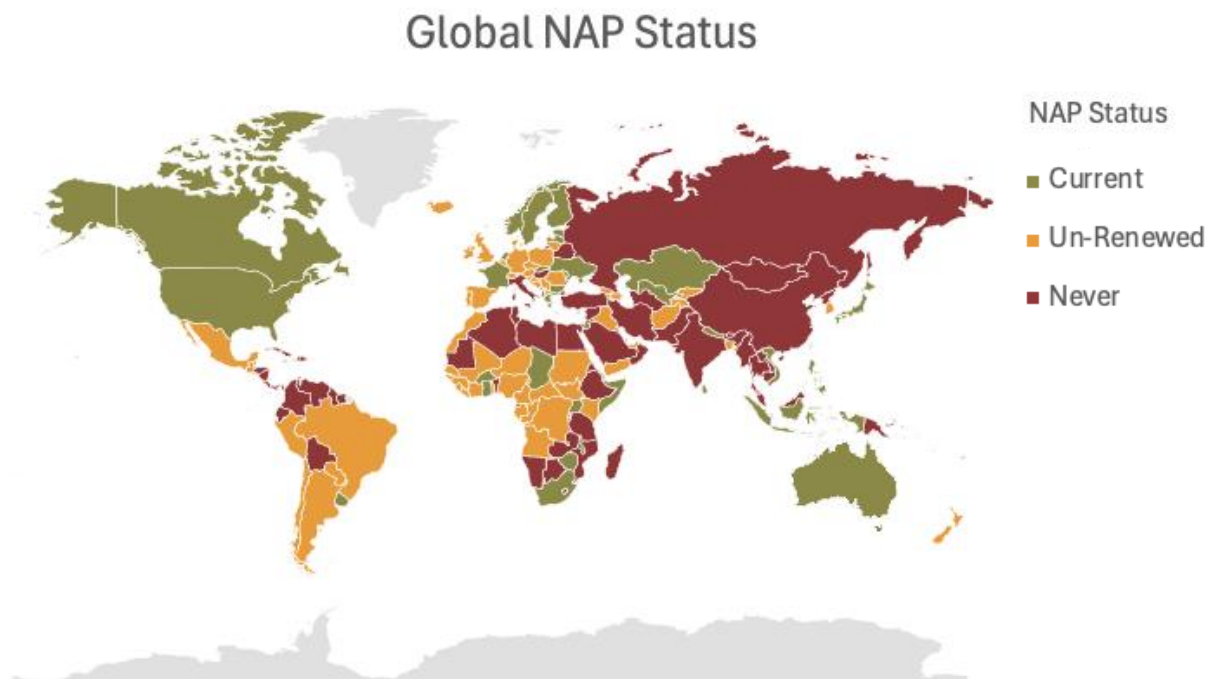 Global NAP Status
NAP Status
Current
Un-Renewed
Never